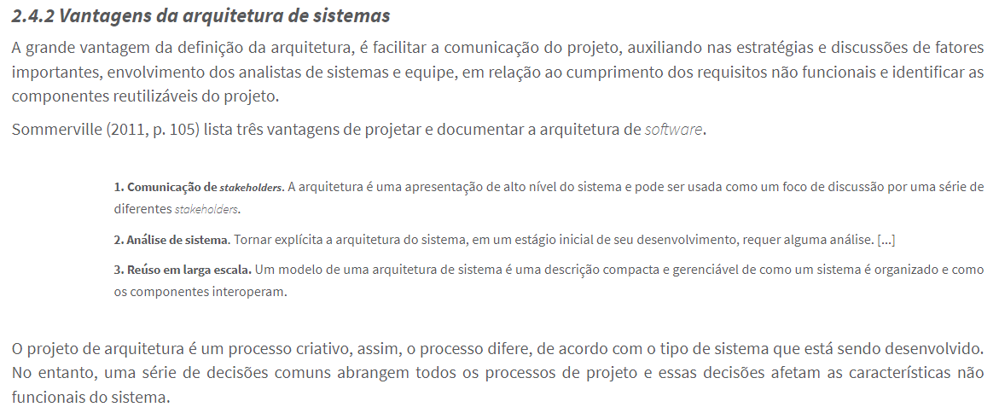 2.4.2 Vantagens da arquitetura de sistemas
A grande vantagem da definição da arquitetura, é facilitar a comunicação do projeto, auxiliando nas estratégias e discussões de fatores
importantes, envolvimento dos analistas de sistemas e equipe, em relação ao cumprimento dos requisitos não funcionais e identificar as
componentes reutilizáveis do projeto.
Sommerville (2011, p. 105) lista três vantagens de projetar e documentar a arquitetura de software.
1. Comunicação de stakeholders. A arquitetura é uma apresentação de alto nível do sistema e pode ser usada como um foco de discussão por uma série de
diferentes stakeholders.
2. Análise de sistema. Tornar explícita a arquitetura do sistema, em um estágio inicial de seu desenvolvimento, requer alguma análise. [...]
3. Reúso em larga escala. Um modelo de uma arquitetura de sistema é uma descrição compacta e gerenciável de como um sistema é organizado e como
os componentes interoperam.
O projeto de arquitetura é um processo criativo, assim, o processo difere, de acordo com o tipo de sistema que está sendo desenvolvido.
No entanto, uma série de decisões comuns abrangem todos os processos de projeto e essas decisões afetam as características não
funcionais do sistema.